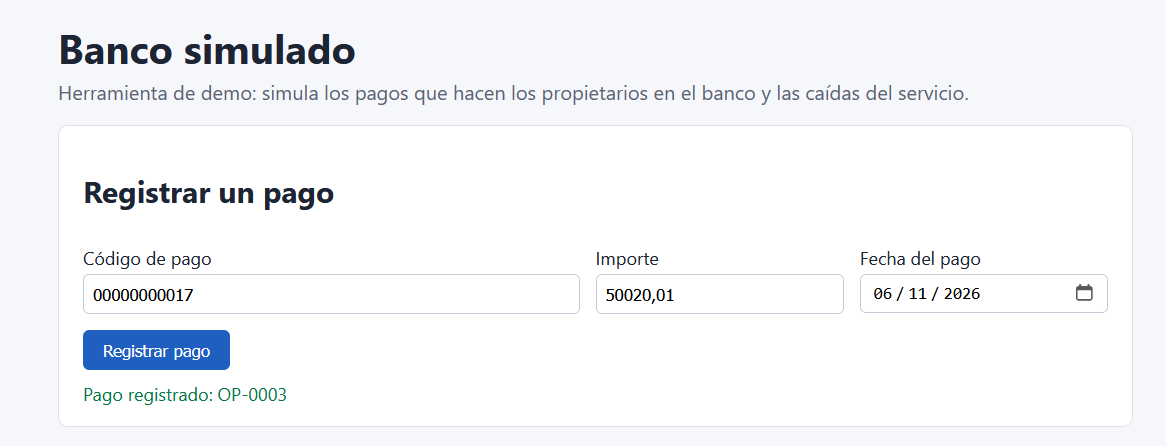 Banco simulado
Herramienta de demo: simula los pagos que hacen los propietarios en el banco y las caídas del servicio.
Registrar un pago
Código de pago Importe Fecha del pago
00000000017 50020,01 06 / 11 / 2026
Registrar pago
Pago registrado: OP-0003